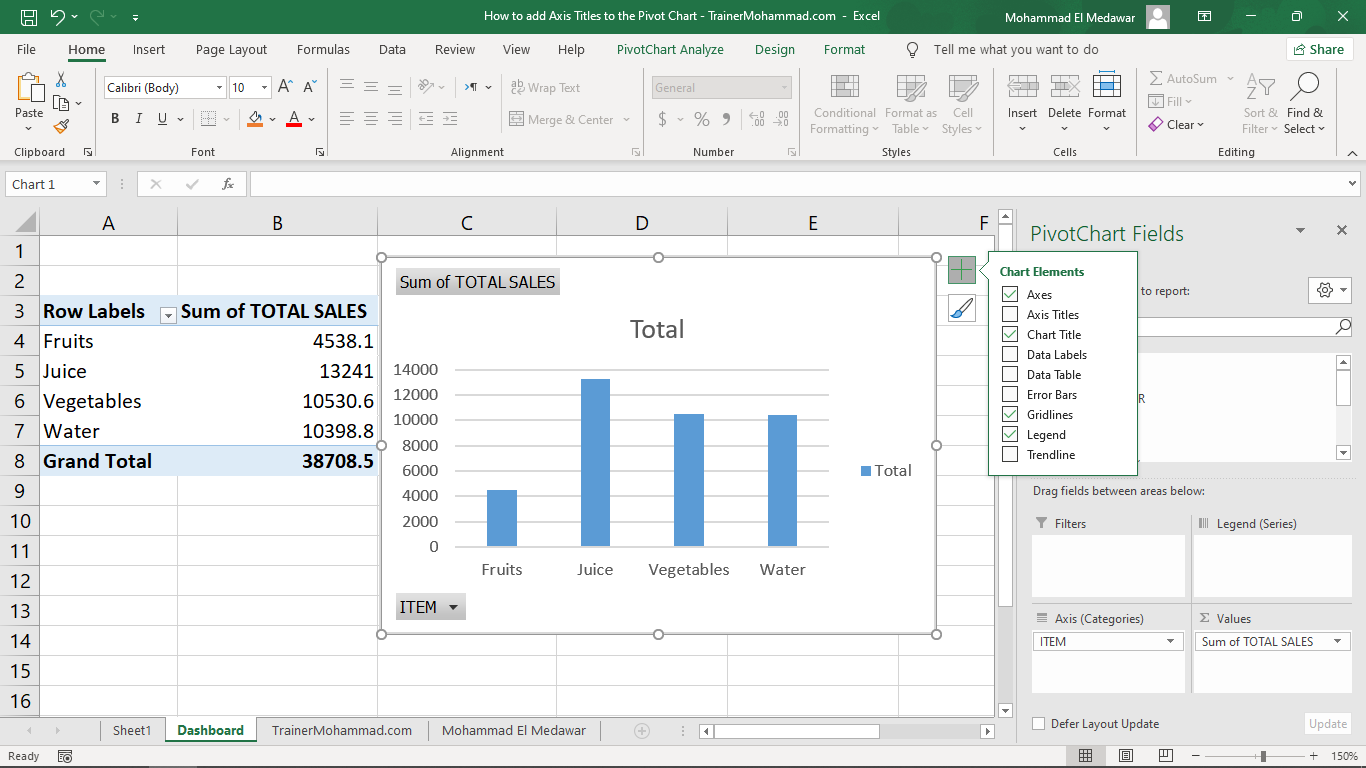 How to add Axis Titles to the Pivot Chart - TrainerMohammad.com - Excel
Mohammad El Medawar
File Home Insert Page Layout Formulas Data Review View Help PivotChart Analyze Design Format Tell me what you want to do Share
Paste
Clipboard
Calibri (Body) 10
B I U A
Font
Wrap Text
Merge & Center
Alignment
General
$ % ,
Number
Conditional Formatting
Format as Table
Cell Styles
Styles
Insert Delete Format
Cells
AutoSum
Fill
Clear
Sort & Filter
Find & Select
Editing
Chart 1
fx
A B C D E F
1
2
3 Row Labels Sum of TOTAL SALES
4 Fruits 4538.1
5 Juice 13241
6 Vegetables 10530.6
7 Water 10398.8
8 Grand Total 38708.5
9
10
11
12
13
14
15
16
Sum of TOTAL SALES
Total
14000
12000
10000
8000
6000
4000
2000
0
Fruits Juice Vegetables Water
Total
ITEM
Chart Elements
Axes
Axis Titles
Chart Title
Data Labels
Data Table
Error Bars
Gridlines
Legend
Trendline
PivotChart Fields
to report:
R
Drag fields between areas below:
Filters
Legend (Series)
Axis (Categories)
ITEM
Values
Sum of TOTAL SALES
Defer Layout Update
Update
Sheet1 Dashboard TrainerMohammad.com Mohammad El Medawar
Ready
150%